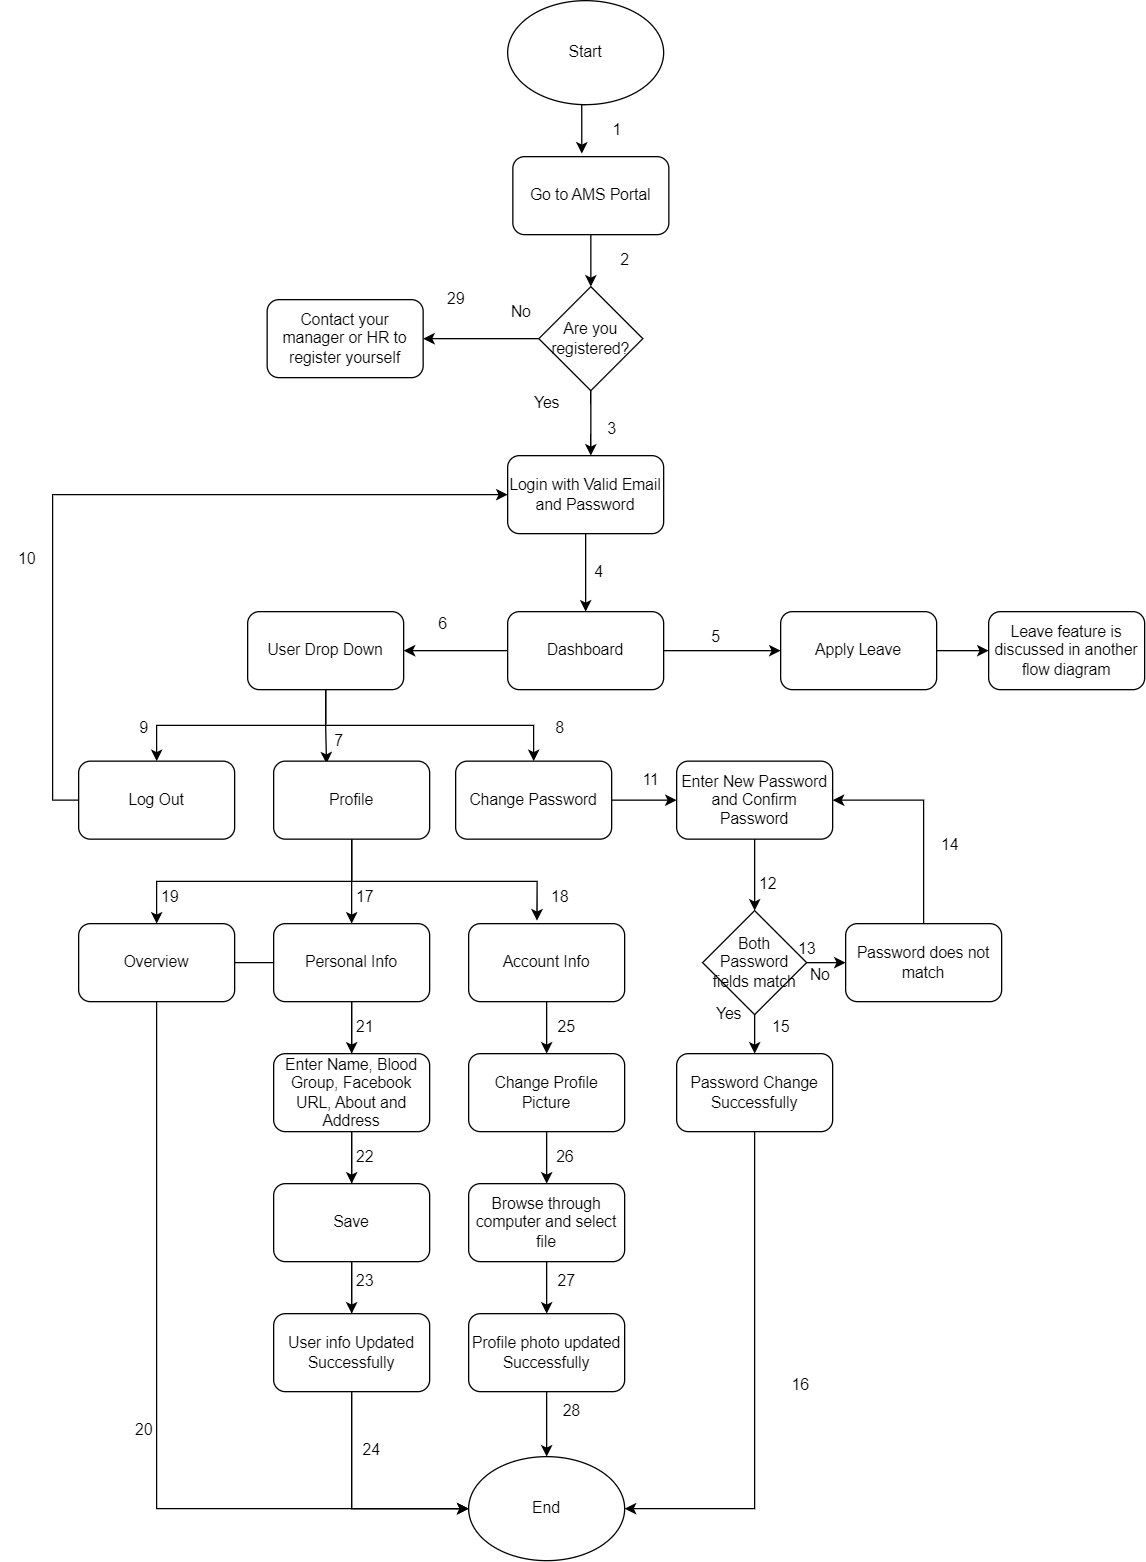 Start
1
Go to AMS Portal
2
29
No
Contact your
manager or HR to
register yourself
Are you
registered?
Yes
3
Login with Valid Email
and Password
10
4
6
5
User Drop Down
Dashboard
Apply Leave
Leave feature is
discussed in another
flow diagram
9
7
8
Log Out
Profile
Change Password
11
Enter New Password
and Confirm
Password
14
12
19
17
18
Overview
Personal Info
Account Info
Both
Password
fields match
13
No
Password does not
match
Yes
15
21
25
Enter Name, Blood
Group, Facebook
URL, About and
Address
Change Profile
Picture
Password Change
Successfully
22
26
Save
Browse through
computer and select
file
23
27
User info Updated
Successfully
Profile photo updated
Successfully
16
28
20
24
End